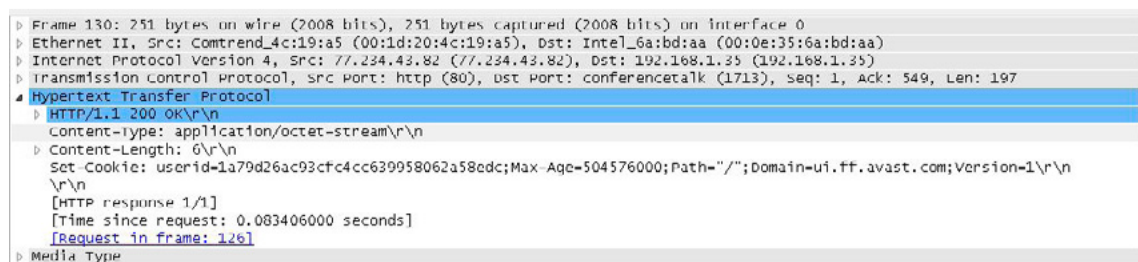 Frame 130: 251 bytes on wire (2008 bits), 251 bytes captured (2008 bits) on interface 0
Ethernet II, Src: Comtrend_4c:19:a5 (00:1d:20:4c:19:a5), Dst: Intel_6a:bd:aa (00:0e:35:6a:bd:aa)
Internet Protocol Version 4, Src: 77.234.43.82 (77.234.43.82), Dst: 192.168.1.35 (192.168.1.35)
Transmission Control Protocol, Src Port: http (80), Dst Port: conferencetalk (1713), Seq: 1, Ack: 549, Len: 197
Hypertext Transfer Protocol
HTTP/1.1 200 OK\r\n
Content-Type: application/octet-stream\r\n
Content-Length: 6\r\n
Set-Cookie: userid=1a79d26ac93cfc4cc639958062a58edc;Max-Age=504576000;Path="/";Domain=ui.ff.avast.com;Version=1\r\n
\r\n
[HTTP response 1/1]
[Time since request: 0.083406000 seconds]
[Request in frame: 126]
Media Type